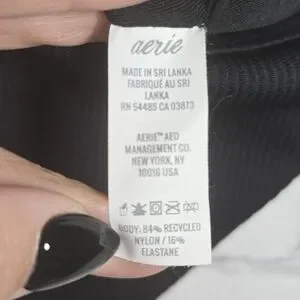 aerie
MADE IN SRI LANKA
FABRIQUÉ AU SRI
LANKA
RN 54485 CA 03873
AERIE™ AEO
MANAGEMENT CO.
NEW YORK, NY
10016 USA
BODY: 84% RECYCLED
NYLON / 16%
ELASTANE